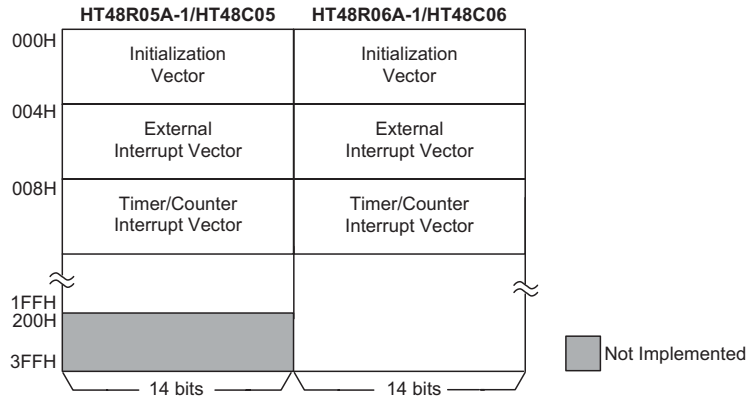 HT48R05A-1/HT48C05 HT48R06A-1/HT48C06
000H
Initialization
Vector
Initialization
Vector
004H
External
Interrupt Vector
External
Interrupt Vector
008H
Timer/Counter
Interrupt Vector
Timer/Counter
Interrupt Vector
1FFH
200H
3FFH
Not Implemented
14 bits
14 bits